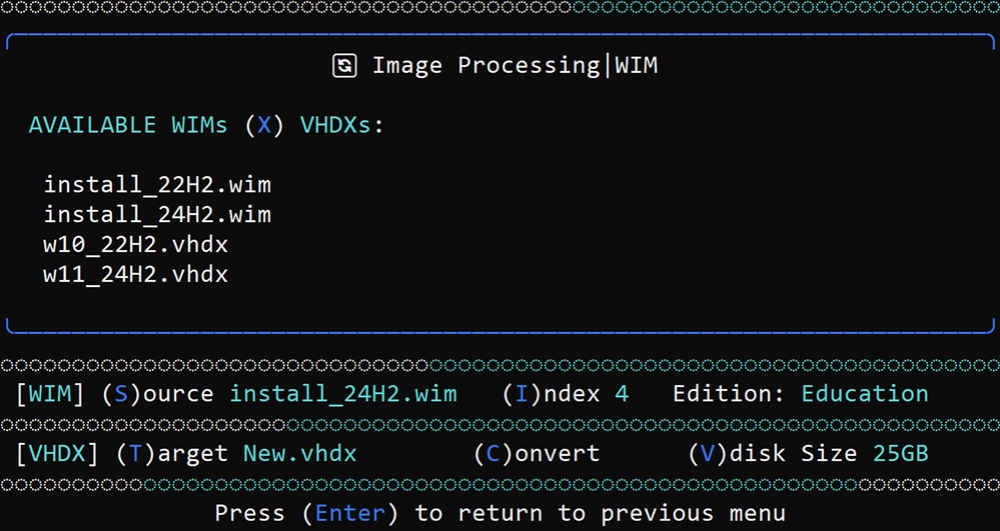 Image Processing|WIM
AVAILABLE WIMs (X) VHDXs:
install_22H2.wim
install_24H2.wim
w10_22H2.vhdx
w11_24H2.vhdx
[WIM] (S)ource install_24H2.wim (I)ndex 4 Edition: Education
[VHDX] (T)arget New.vhdx (C)onvert (V)disk Size 25GB
Press (Enter) to return to previous menu